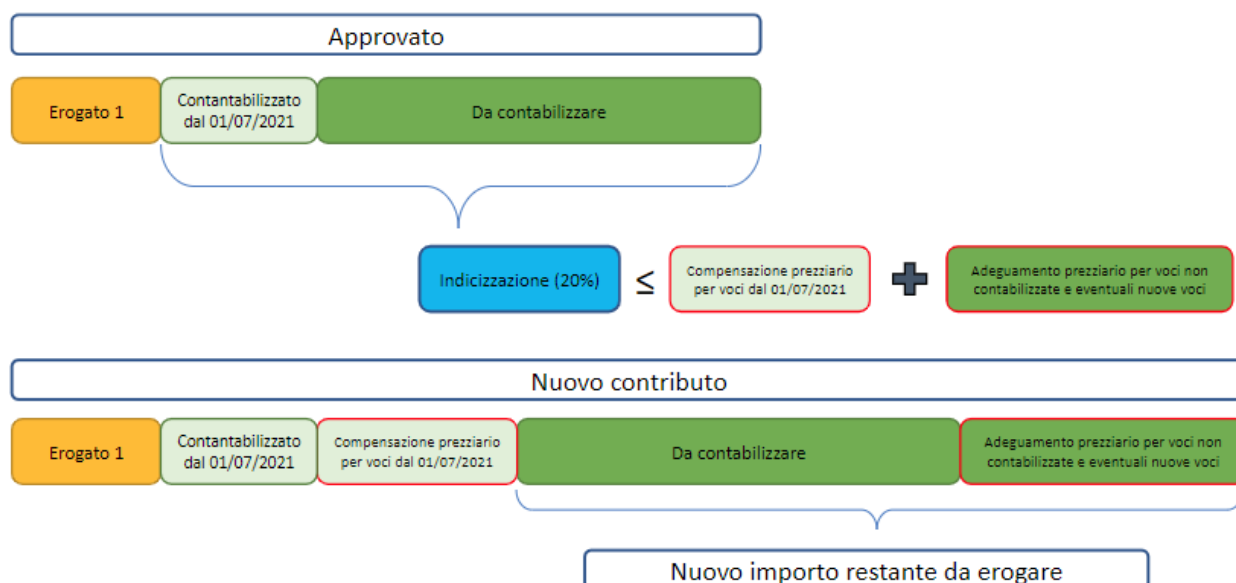 Approvato
Erogato 1
Contantabilizzato
dal 01/07/2021
Da contabilizzare
Indicizzazione (20%)
≤
Compensazione prezziario
per voci dal 01/07/2021
Adeguamento prezziario per voci non
contabilizzate e eventuali nuove voci
Nuovo contributo
Erogato 1
Contantabilizzato
dal 01/07/2021
Compensazione prezziario
per voci dal 01/07/2021
Da contabilizzare
Adeguamento prezziario per voci non
contabilizzate e eventuali nuove voci
Nuovo importo restante da erogare